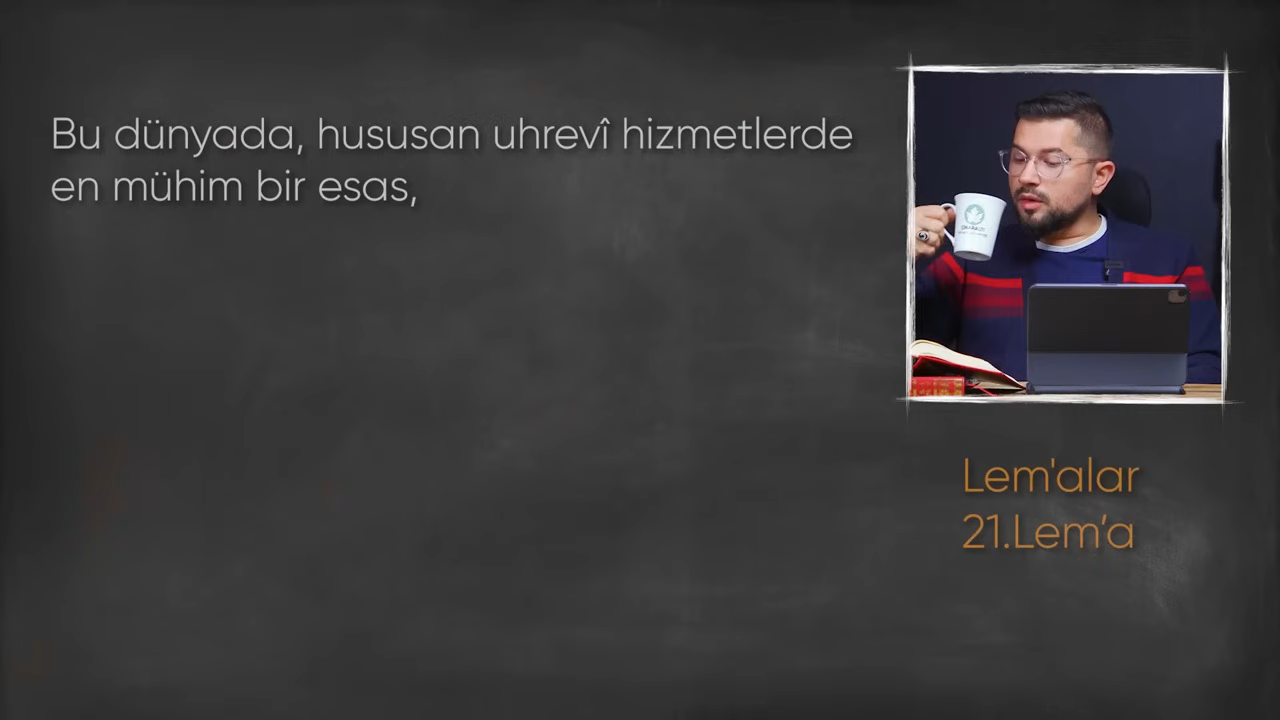 Bu dünyada, hususan uhrevî hizmetlerde
en mühim bir esas,
Lem'alar
21.Lem’a